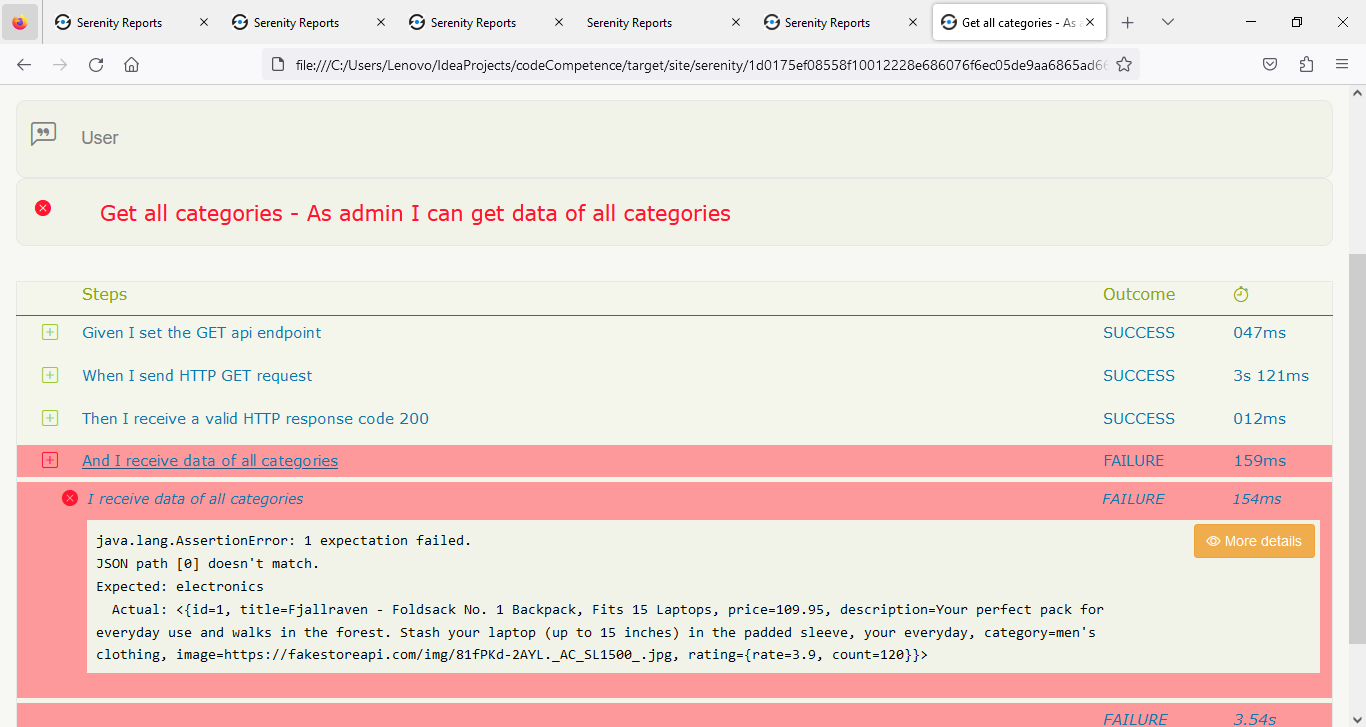 Serenity Reports
Serenity Reports
Serenity Reports
Serenity Reports
Serenity Reports
Get all categories - As a
file:///C:/Users/Lenovo/IdeaProjects/codeCompetence/target/site/serenity/1d0175ef08558f10012228e686076f6ec05de9aa6865ad66
User
Get all categories - As admin I can get data of all categories
Steps Outcome
Given I set the GET api endpoint SUCCESS 047ms
When I send HTTP GET request SUCCESS 3s 121ms
Then I receive a valid HTTP response code 200 SUCCESS 012ms
And I receive data of all categories FAILURE 159ms
I receive data of all categories FAILURE 154ms
More details
java.lang.AssertionError: 1 expectation failed.
JSON path [0] doesn't match.
Expected: electronics
Actual: <{id=1, title=Fjallraven - Foldsack No. 1 Backpack, Fits 15 Laptops, price=109.95, description=Your perfect pack for
everyday use and walks in the forest. Stash your laptop (up to 15 inches) in the padded sleeve, your everyday, category=men's
clothing, image=https://fakestoreapi.com/img/81fPKd-2AYL._AC_SL1500_.jpg, rating={rate=3.9, count=120}}>
FAILURE 3.54s